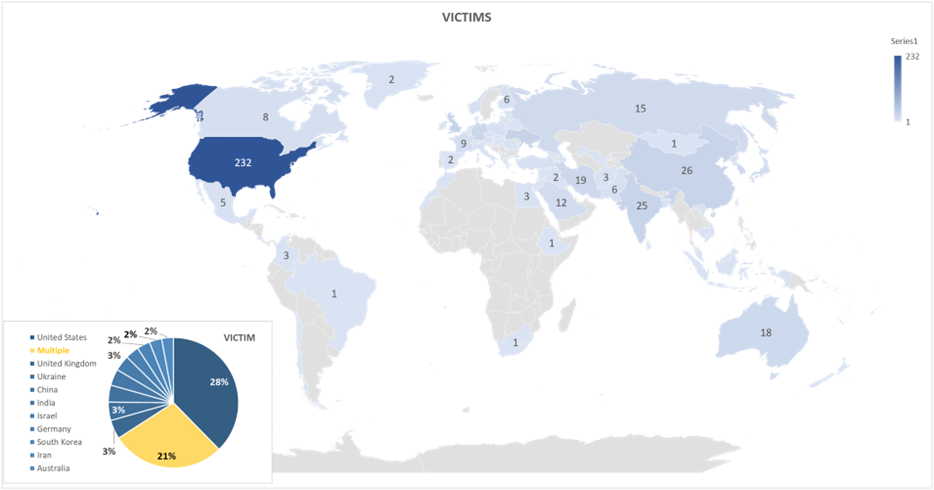 VICTIMS
Series1
232
1
2
6
15
8
9
1
232
2
26
2
19
3
6
5
3
12
25
1
3
1
18
1
VICTIM
United States
Multiple
United Kingdom
Ukraine
China
India
Israel
Germany
South Korea
Iran
Australia
2%
2%
2%
3%
28%
3%
3%
21%